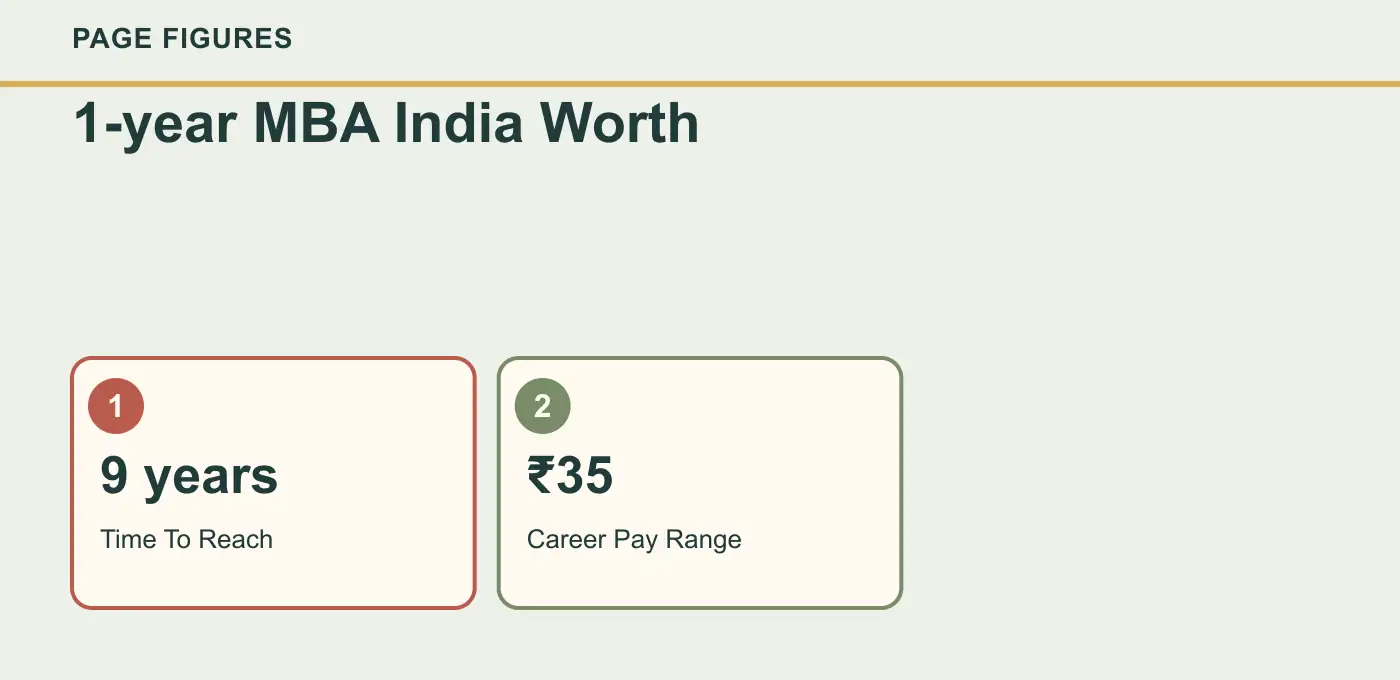 PAGE FIGURES
1-year MBA India Worth
1
9 years
Time To Reach
2
₹35
Career Pay Range